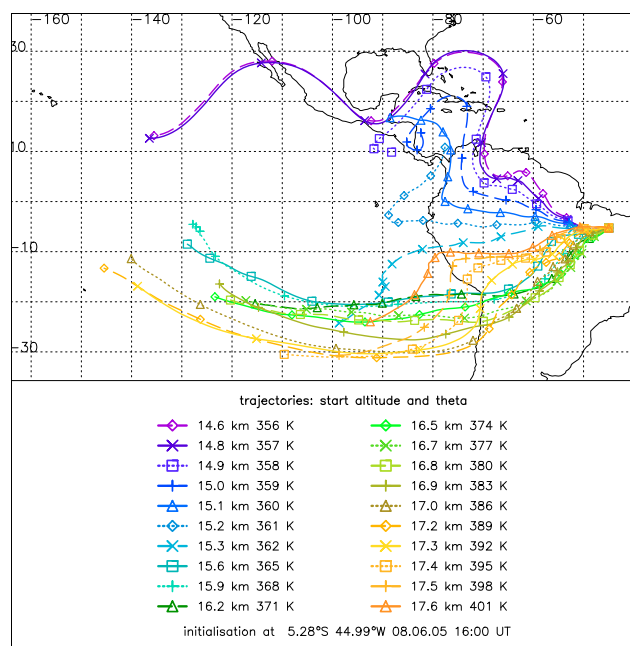 -160 -140 -120 -100 -80 -60
30.
10
-10
-30
trajectories: start altitude and theta
14.6 km 356 K
14.8 km 357 K
14.9 km 358 K
15.0 km 359 K
15.1 km 360 K
15.2 km 361 K
15.3 km 362 K
15.6 km 365 K
15.9 km 368 K
16.2 km 371 K
16.5 km 374 K
16.7 km 377 K
16.8 km 380 K
16.9 km 383 K
17.0 km 386 K
17.2 km 389 K
17.3 km 392 K
17.4 km 395 K
17.5 km 398 K
17.6 km 401 K
initialisation at 5.28°S 44.99°W 08.06.05 16:00 UT